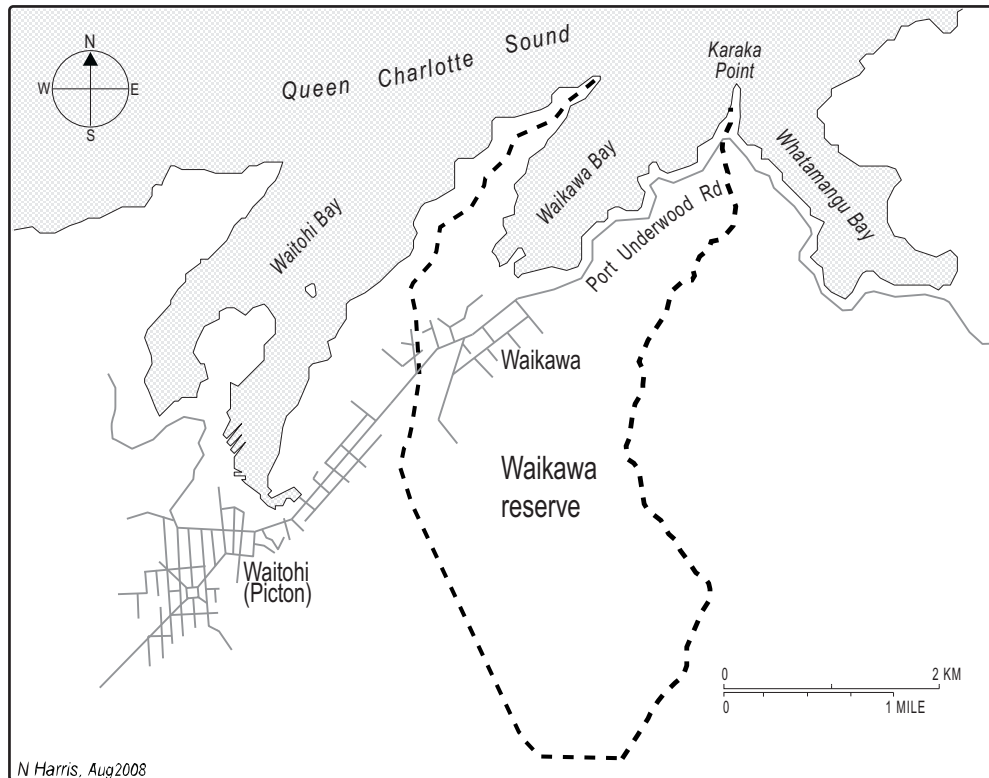 N
W E
S
Queen Charlotte Sound
Karaka
Point
Waitohi Bay
Waikawa Bay
Whatamangu Bay
Port Underwood Rd
Waikawa
Waikawa
reserve
Waitohi
(Picton)
0 2 KM
0 1 MILE
N Harris, Aug2008